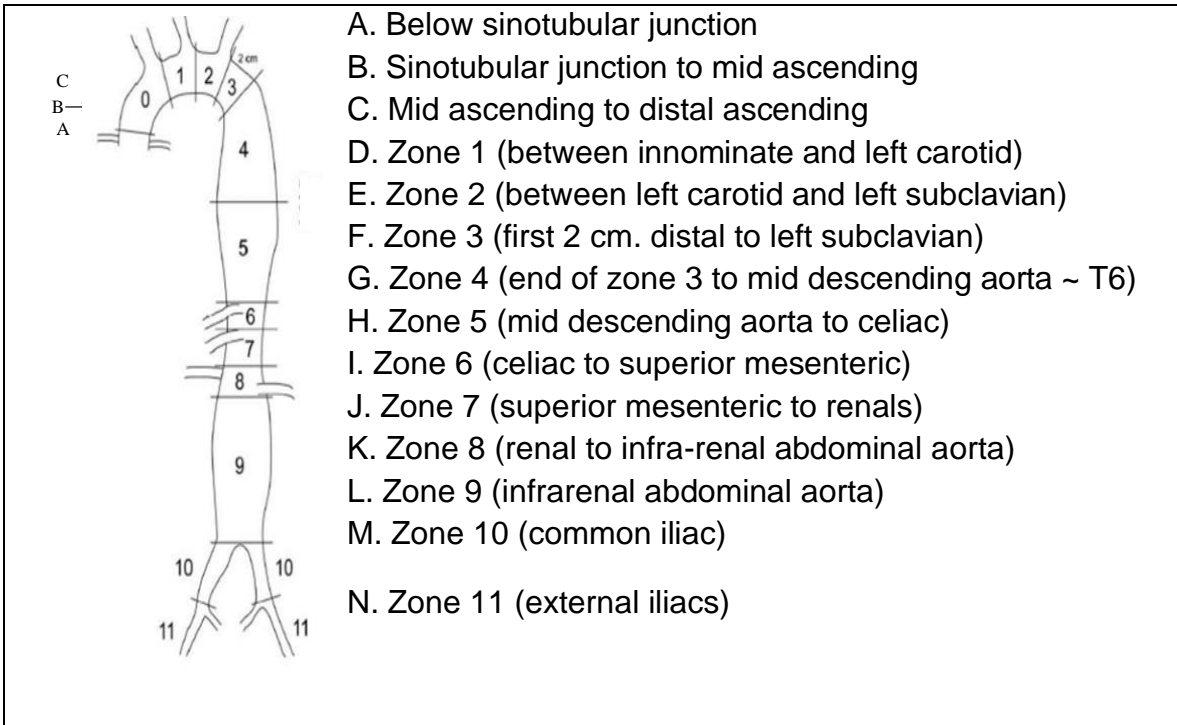 A. Below sinotubular junction
B. Sinotubular junction to mid ascending
C. Mid ascending to distal ascending
D. Zone 1 (between innominate and left carotid)
E. Zone 2 (between left carotid and left subclavian)
F. Zone 3 (first 2 cm. distal to left subclavian)
G. Zone 4 (end of zone 3 to mid descending aorta ~ T6)
H. Zone 5 (mid descending aorta to celiac)
I. Zone 6 (celiac to superior mesenteric)
J. Zone 7 (superior mesenteric to renals)
K. Zone 8 (renal to infra-renal abdominal aorta)
L. Zone 9 (infrarenal abdominal aorta)
M. Zone 10 (common iliac)
N. Zone 11 (external iliacs)
C
B—
A
2 cm
0
1
2
3
4
5
6
7
8
9
10
10
11
11